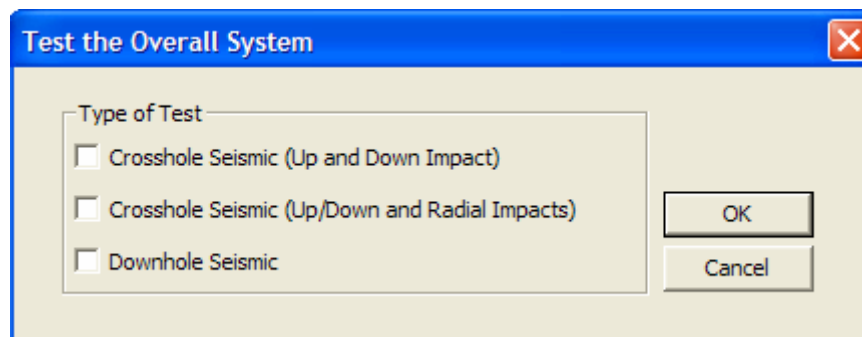 Test the Overall System
Type of Test
Crosshole Seismic (Up and Down Impact)
Crosshole Seismic (Up/Down and Radial Impacts)
Downhole Seismic
OK
Cancel